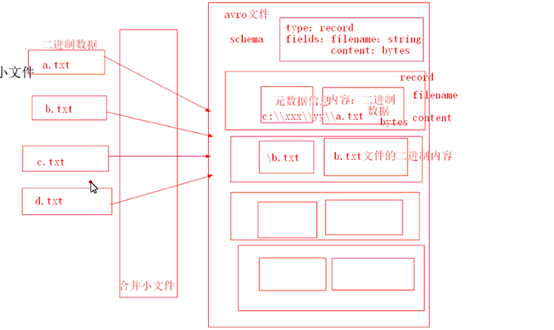 二进制数据
小文件
a.txt
b.txt
c.txt
d.txt
合并小文件
avro文件
schema
type: record
fields: filename: string
content: bytes
record
元数据信息
内容: 二进制
数据
filename
c:\\xxx\\yy\\a.txt
bytes
content
\b.txt
b.txt文件的二进制内容